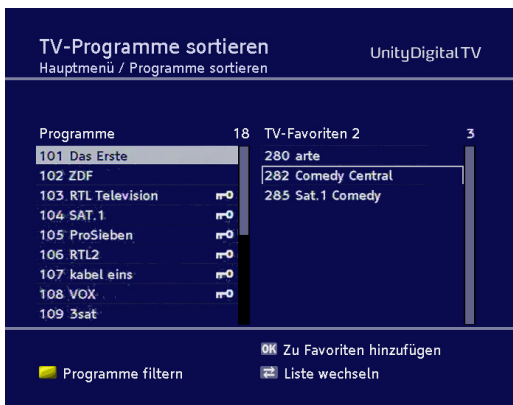 TV-Programme sortieren
UnityDigitalTV
Hauptmenü / Programme sortieren
Programme 18
101 Das Erste
102 ZDF
103 RTL Television
104 SAT.1
105 ProSieben
106 RTL2
107 kabel eins
108 VOX
109 3sat
TV-Favoriten 2 3
280 arte
282 Comedy Central
285 Sat.1 Comedy
OK Zu Favoriten hinzufügen
Programme filtern
Liste wechseln